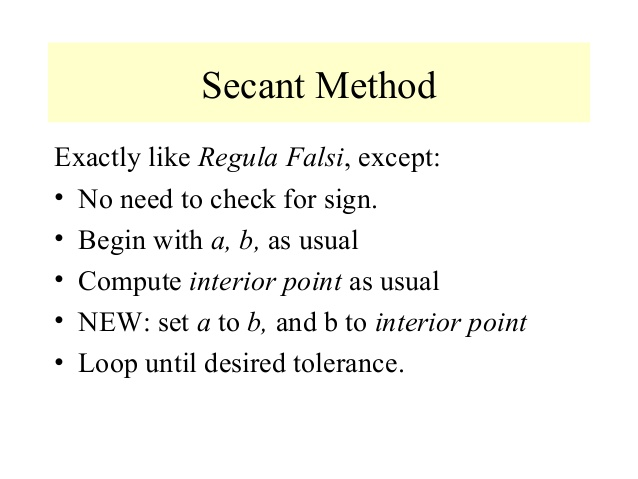 Secant Method
Exactly like Regula Falsi, except:
• No need to check for sign.
• Begin with a, b, as usual
• Compute interior point as usual
• NEW: set a to b, and b to interior point
• Loop until desired tolerance.